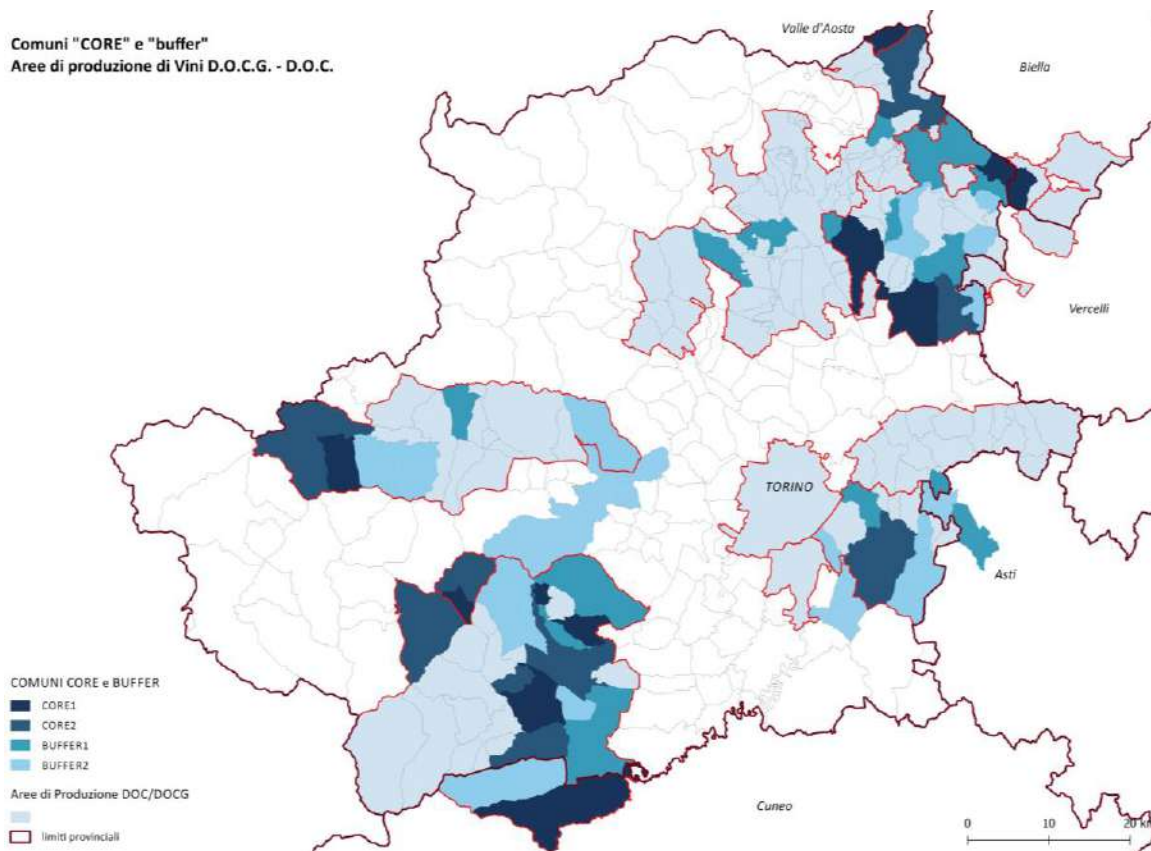 Comuni "CORE" e "buffer"
Aree di produzione di Vini D.O.C.G. - D.O.C.
Valle d'Aosta
Biella
Vercelli
TORINO
Asti
Cuneo
COMUNI CORE e BUFFER
CORE1
CORE2
BUFFER1
BUFFER2
Aree di Produzione DOC/DOCG
limiti provinciali
0 10 20 km